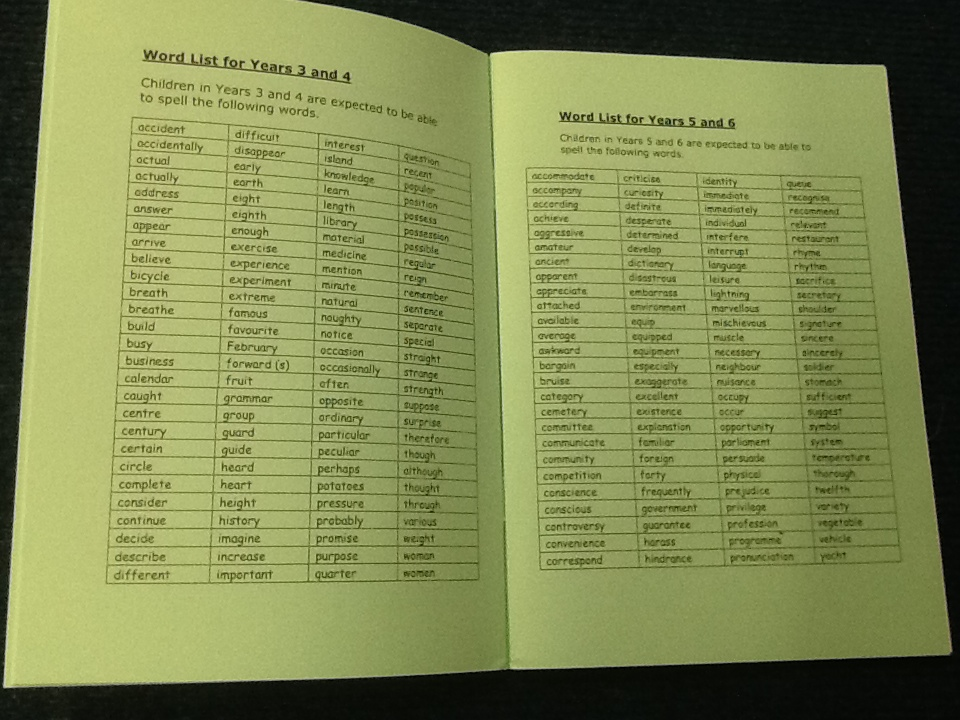 Word List for Years 3 and 4
Children in Years 3 and 4 are expected to be able
to spell the following words.
accident difficult interest question
accidentally disappear island recent
actual early knowledge popular
actually earth learn position
address eight length possess
answer eighth library possession
appear enough material possible
arrive exercise medicine regular
believe experience mention reign
bicycle experiment minute remember
breath extreme natural sentence
breathe famous naughty separate
build favourite notice special
busy February occasion straight
business forward (s) occasionally strange
calendar fruit often strength
caught grammar opposite suppose
centre group ordinary surprise
century guard particular therefore
certain guide peculiar though
circle heard perhaps although
complete heart potatoes thought
consider height pressure through
continue history probably various
decide imagine promise weight
describe increase purpose woman
different important quarter women
Word List for Years 5 and 6
Children in Years 5 and 6 are expected to be able to
spell the following words.
accommodate criticise identity queue
accompany curiosity immediate recognise
according definite immediately recommend
achieve desperate individual relevant
aggressive determined interfere restaurant
amateur develop interrupt rhyme
ancient dictionary language rhythm
apparent disastrous leisure sacrifice
appreciate embarrass lightning secretary
attached environment marvellous shoulder
available equip mischievous signature
average equipped muscle sincere
awkward equipment necessary sincerely
bargain especially neighbour soldier
bruise exaggerate nuisance stomach
category excellent occupy sufficient
cemetery existence occur suggest
committee explanation opportunity symbol
communicate familiar parliament system
community foreign persuade temperature
competition forty physical thorough
conscience frequently prejudice twelfth
conscious government privilege variety
controversy guarantee profession vegetable
convenience harass programme vehicle
correspond hindrance pronunciation yacht